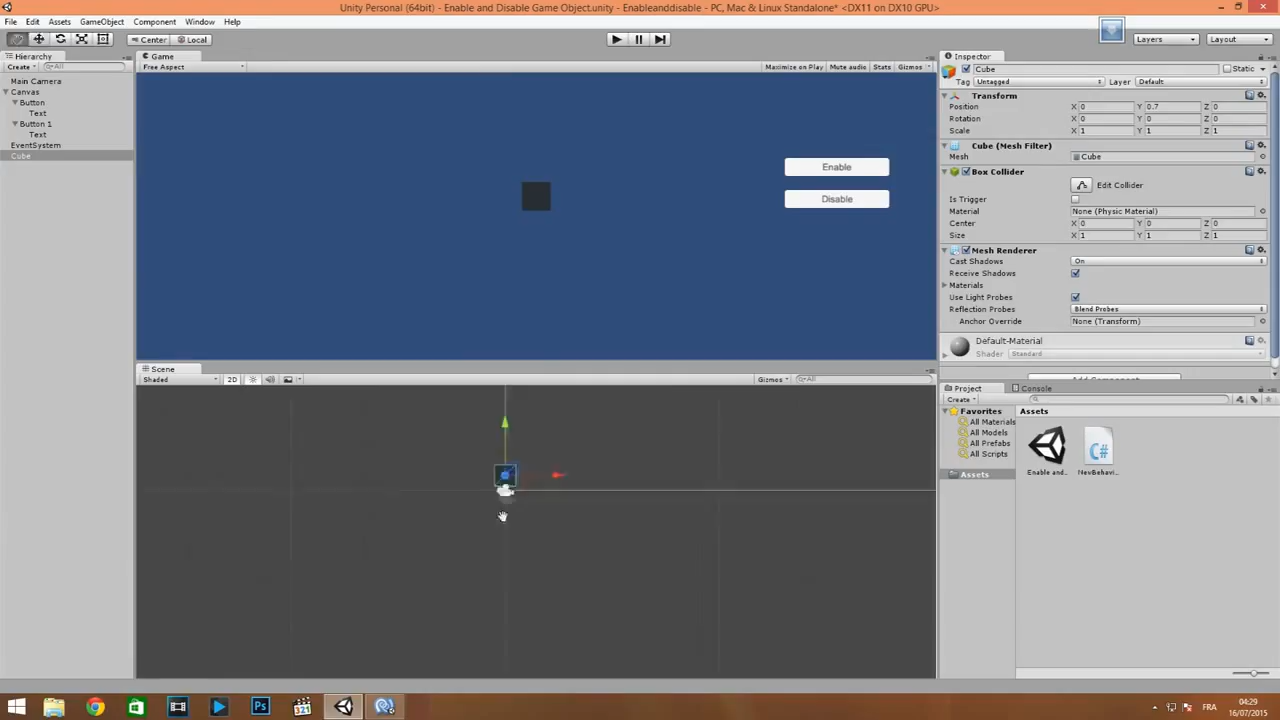 Unity Personal (64bit) - Enable and Disable Game Object.unity - Enableanddisable - PC, Mac & Linux Standalone* <DX11 on DX10 GPU>
File Edit Assets GameObject Component Window Help
Center Local Layers Layout
Hierarchy
Create All
Main Camera
Canvas
Button
Text
Button 1
Text
EventSystem
Cube
Game
Free Aspect Maximize on Play Mute audio Stats Gizmos
Enable
Disable
Scene
Shaded 2D Gizmos All
Inspector
Cube Static
Tag Untagged Layer Default
Transform
Position X 0 Y 0.7 Z 0
Rotation X 0 Y 0 Z 0
Scale X 1 Y 1 Z 1
Cube (Mesh Filter)
Mesh Cube
Box Collider
Edit Collider
Is Trigger
Material None (Physic Material)
Center X 0 Y 0 Z 0
Size X 1 Y 1 Z 1
Mesh Renderer
Cast Shadows On
Receive Shadows
Materials
Use Light Probes
Reflection Probes Blend Probes
Anchor Override None (Transform)
Default-Material
Shader Standard
Add Component
Project Console
Create
Favorites
All Materials
All Models
All Prefabs
All Scripts
Assets
Assets
Enable and...
NewBehavi...
321
FRA
04:29
16/07/2015